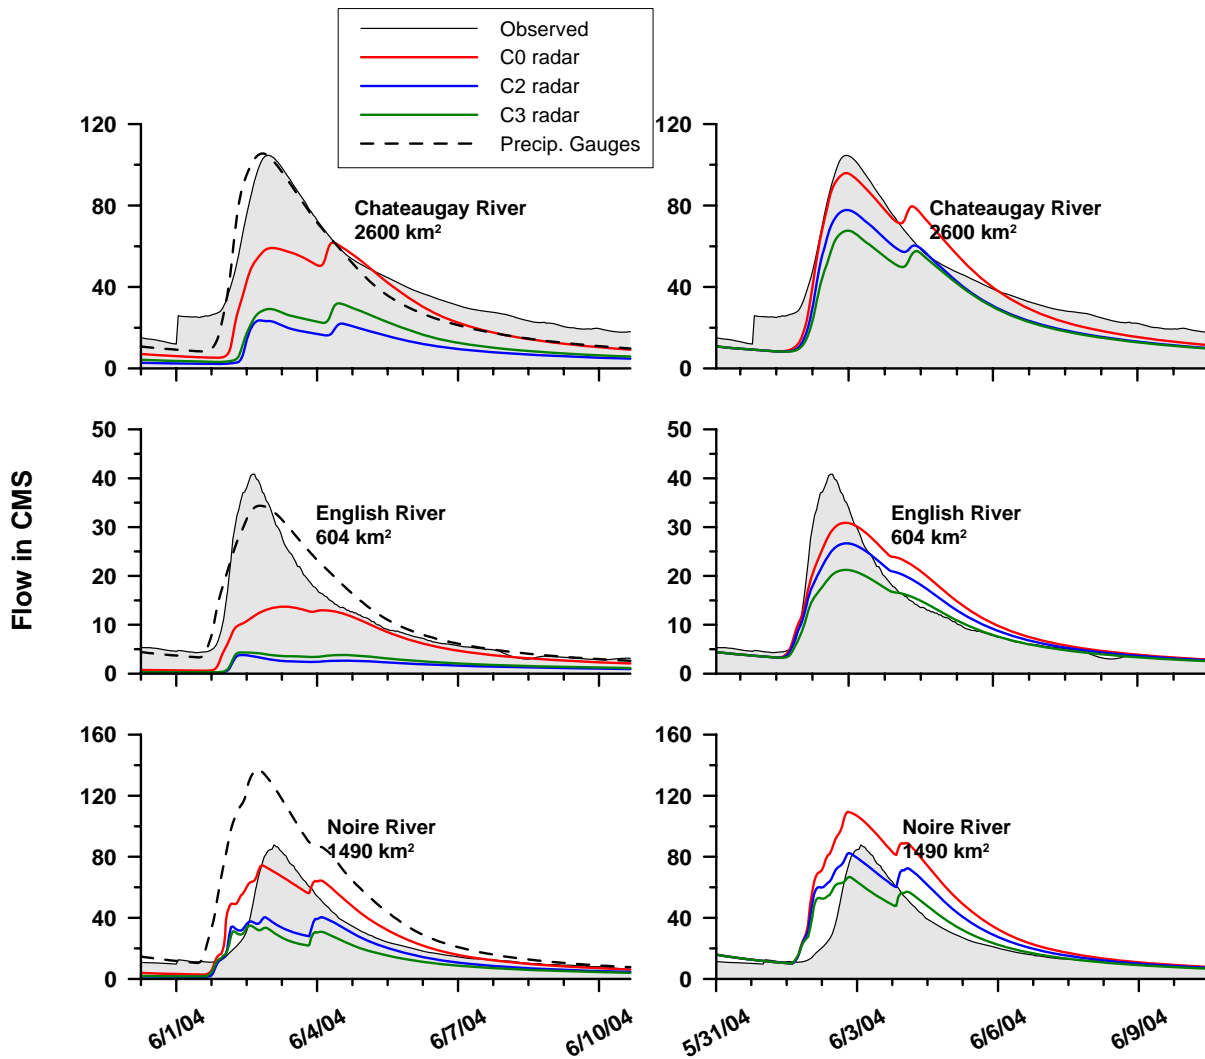 Observed
C0 radar
C2 radar
C3 radar
Precip. Gauges
Flow in CMS
120
80
40
0
Chateaugay River
2600 km²
120
80
40
0
Chateaugay River
2600 km²
50
40
30
20
10
0
English River
604 km²
50
40
30
20
10
0
English River
604 km²
160
120
80
40
0
Noire River
1490 km²
6/1/04
6/4/04
6/7/04
6/10/04
160
120
80
40
0
Noire River
1490 km²
5/31/04
6/3/04
6/6/04
6/9/04